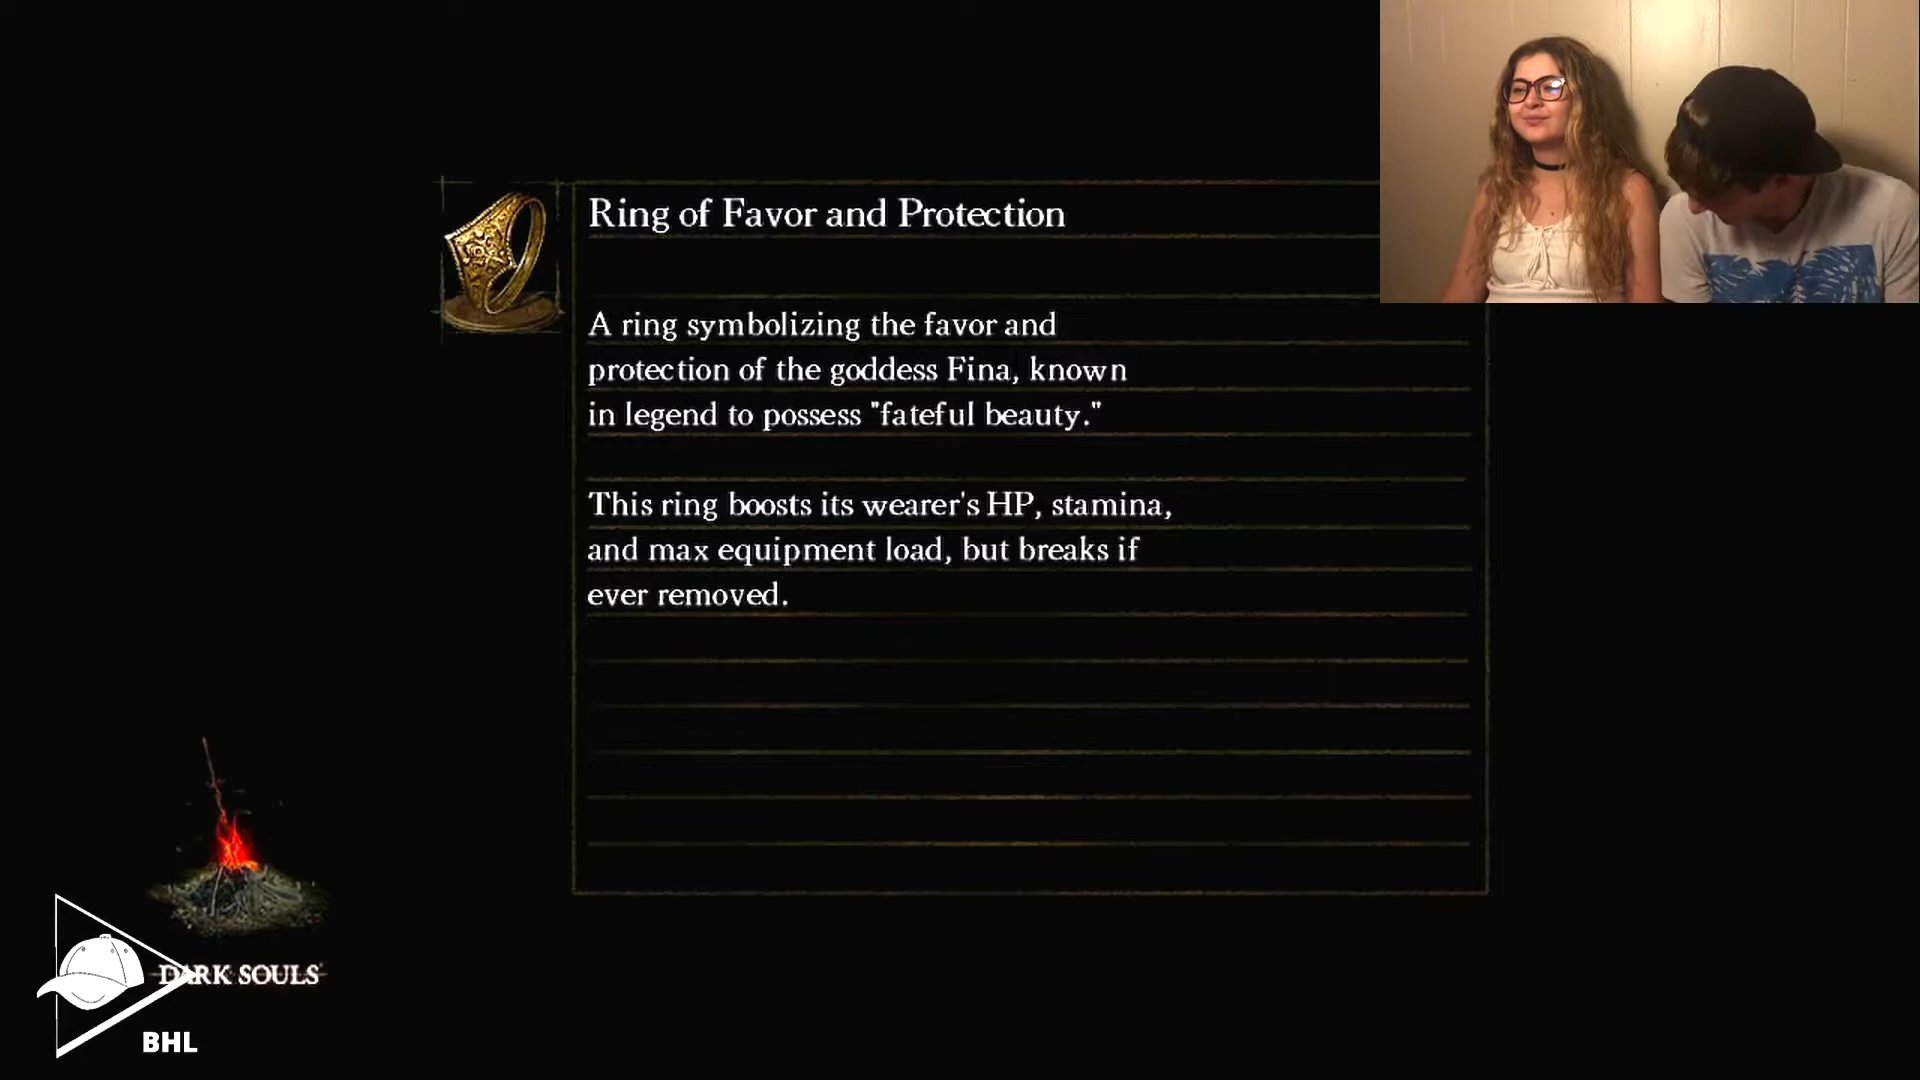 Ring of Favor and Protection
A ring symbolizing the favor and
protection of the goddess Fina, known
in legend to possess "fateful beauty."
This ring boosts its wearer's HP, stamina,
and max equipment load, but breaks if
ever removed.
DARK SOULS
BHL